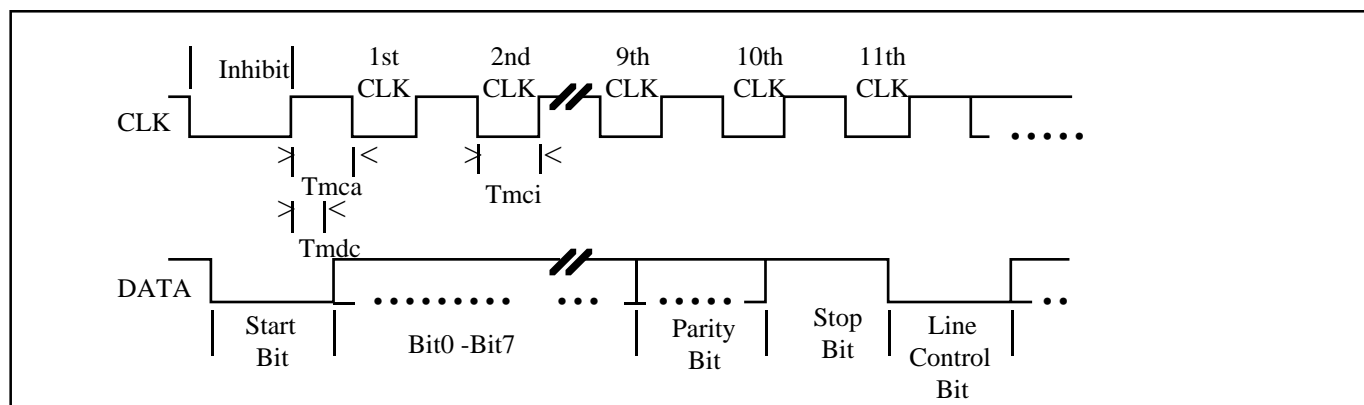 Inhibit
1st
CLK
2nd
CLK
9th
CLK
10th
CLK
11th
CLK
CLK
> <
> <
Tmca
Tmci
> <
Tmdc
DATA
Start
Bit
Bit0 -Bit7
Parity
Bit
Stop
Bit
Line
Control
Bit